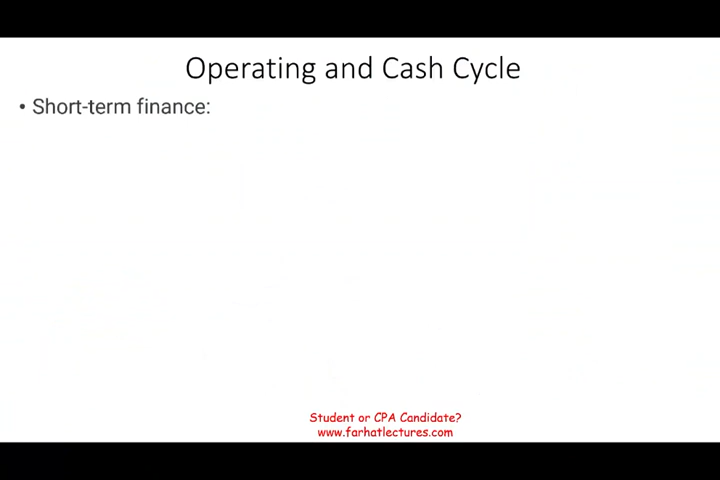 Operating and Cash Cycle
• Short-term finance:
Student or CPA Candidate?
www.farhatlectures.com